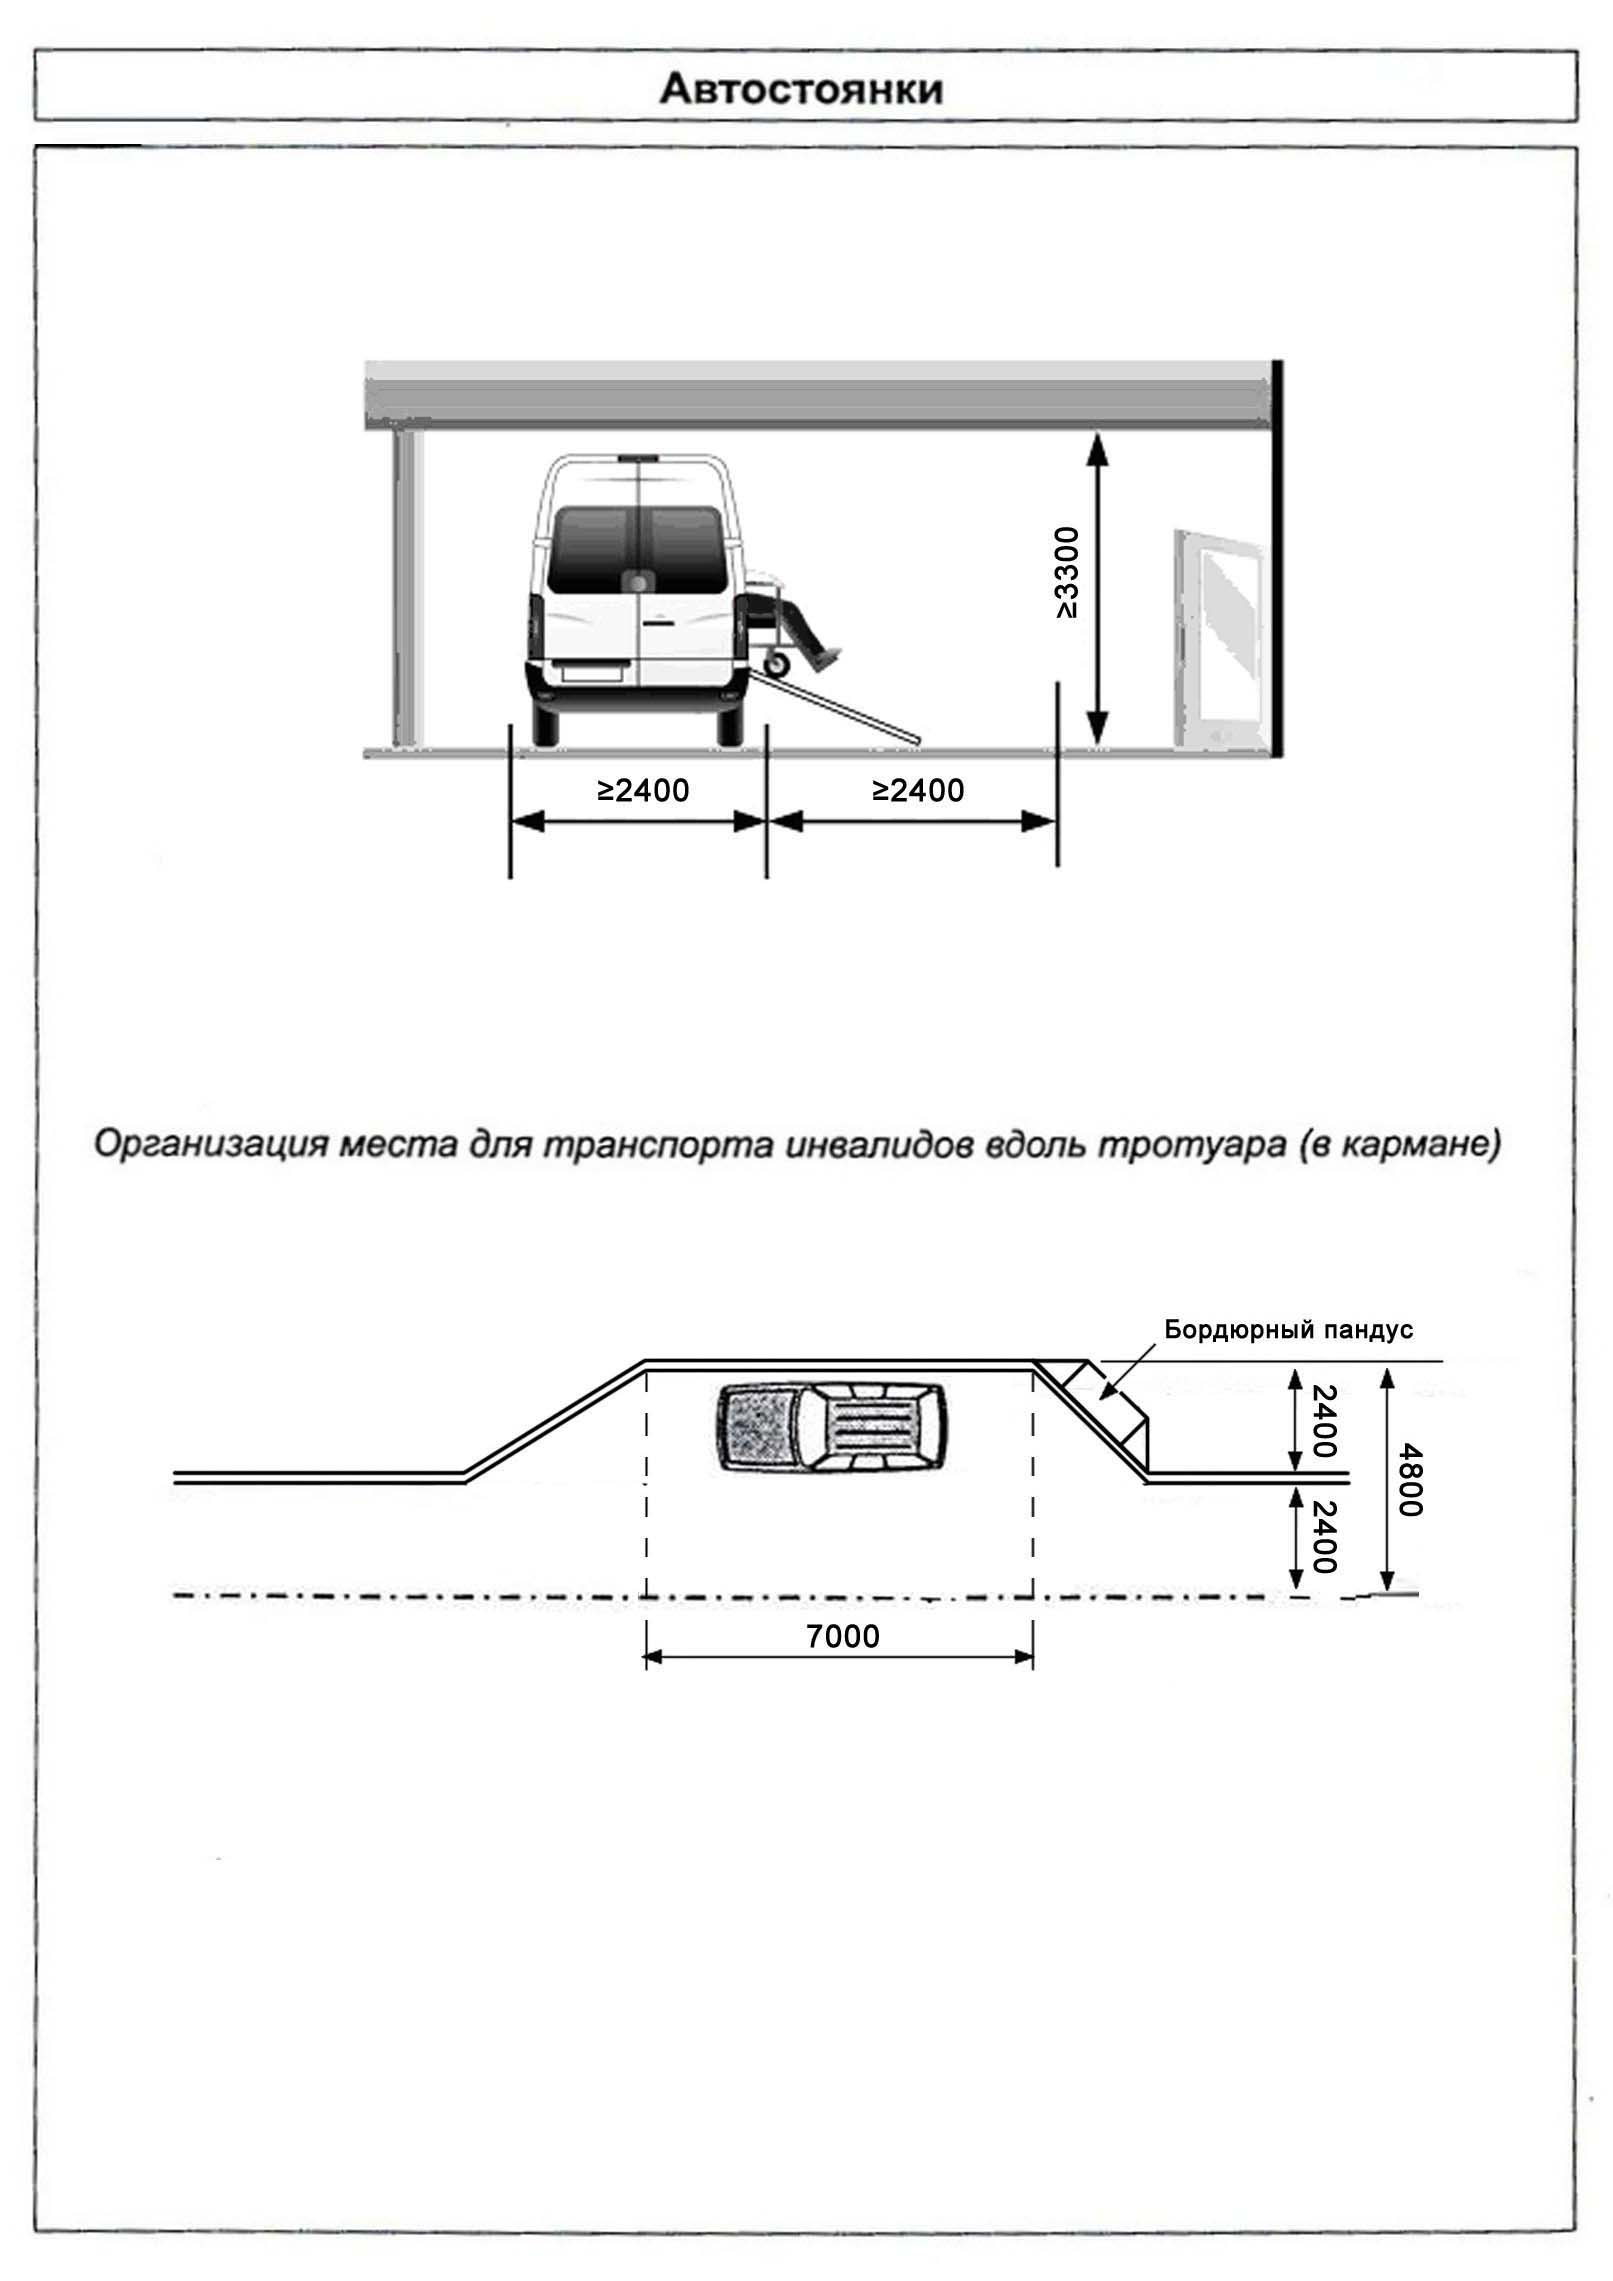 Автостоянки
≥3300
≥2400
≥2400
Организация места для транспорта инвалидов вдоль тротуара (в кармане)
Бордюрный пандус
2400
4800
2400
7000